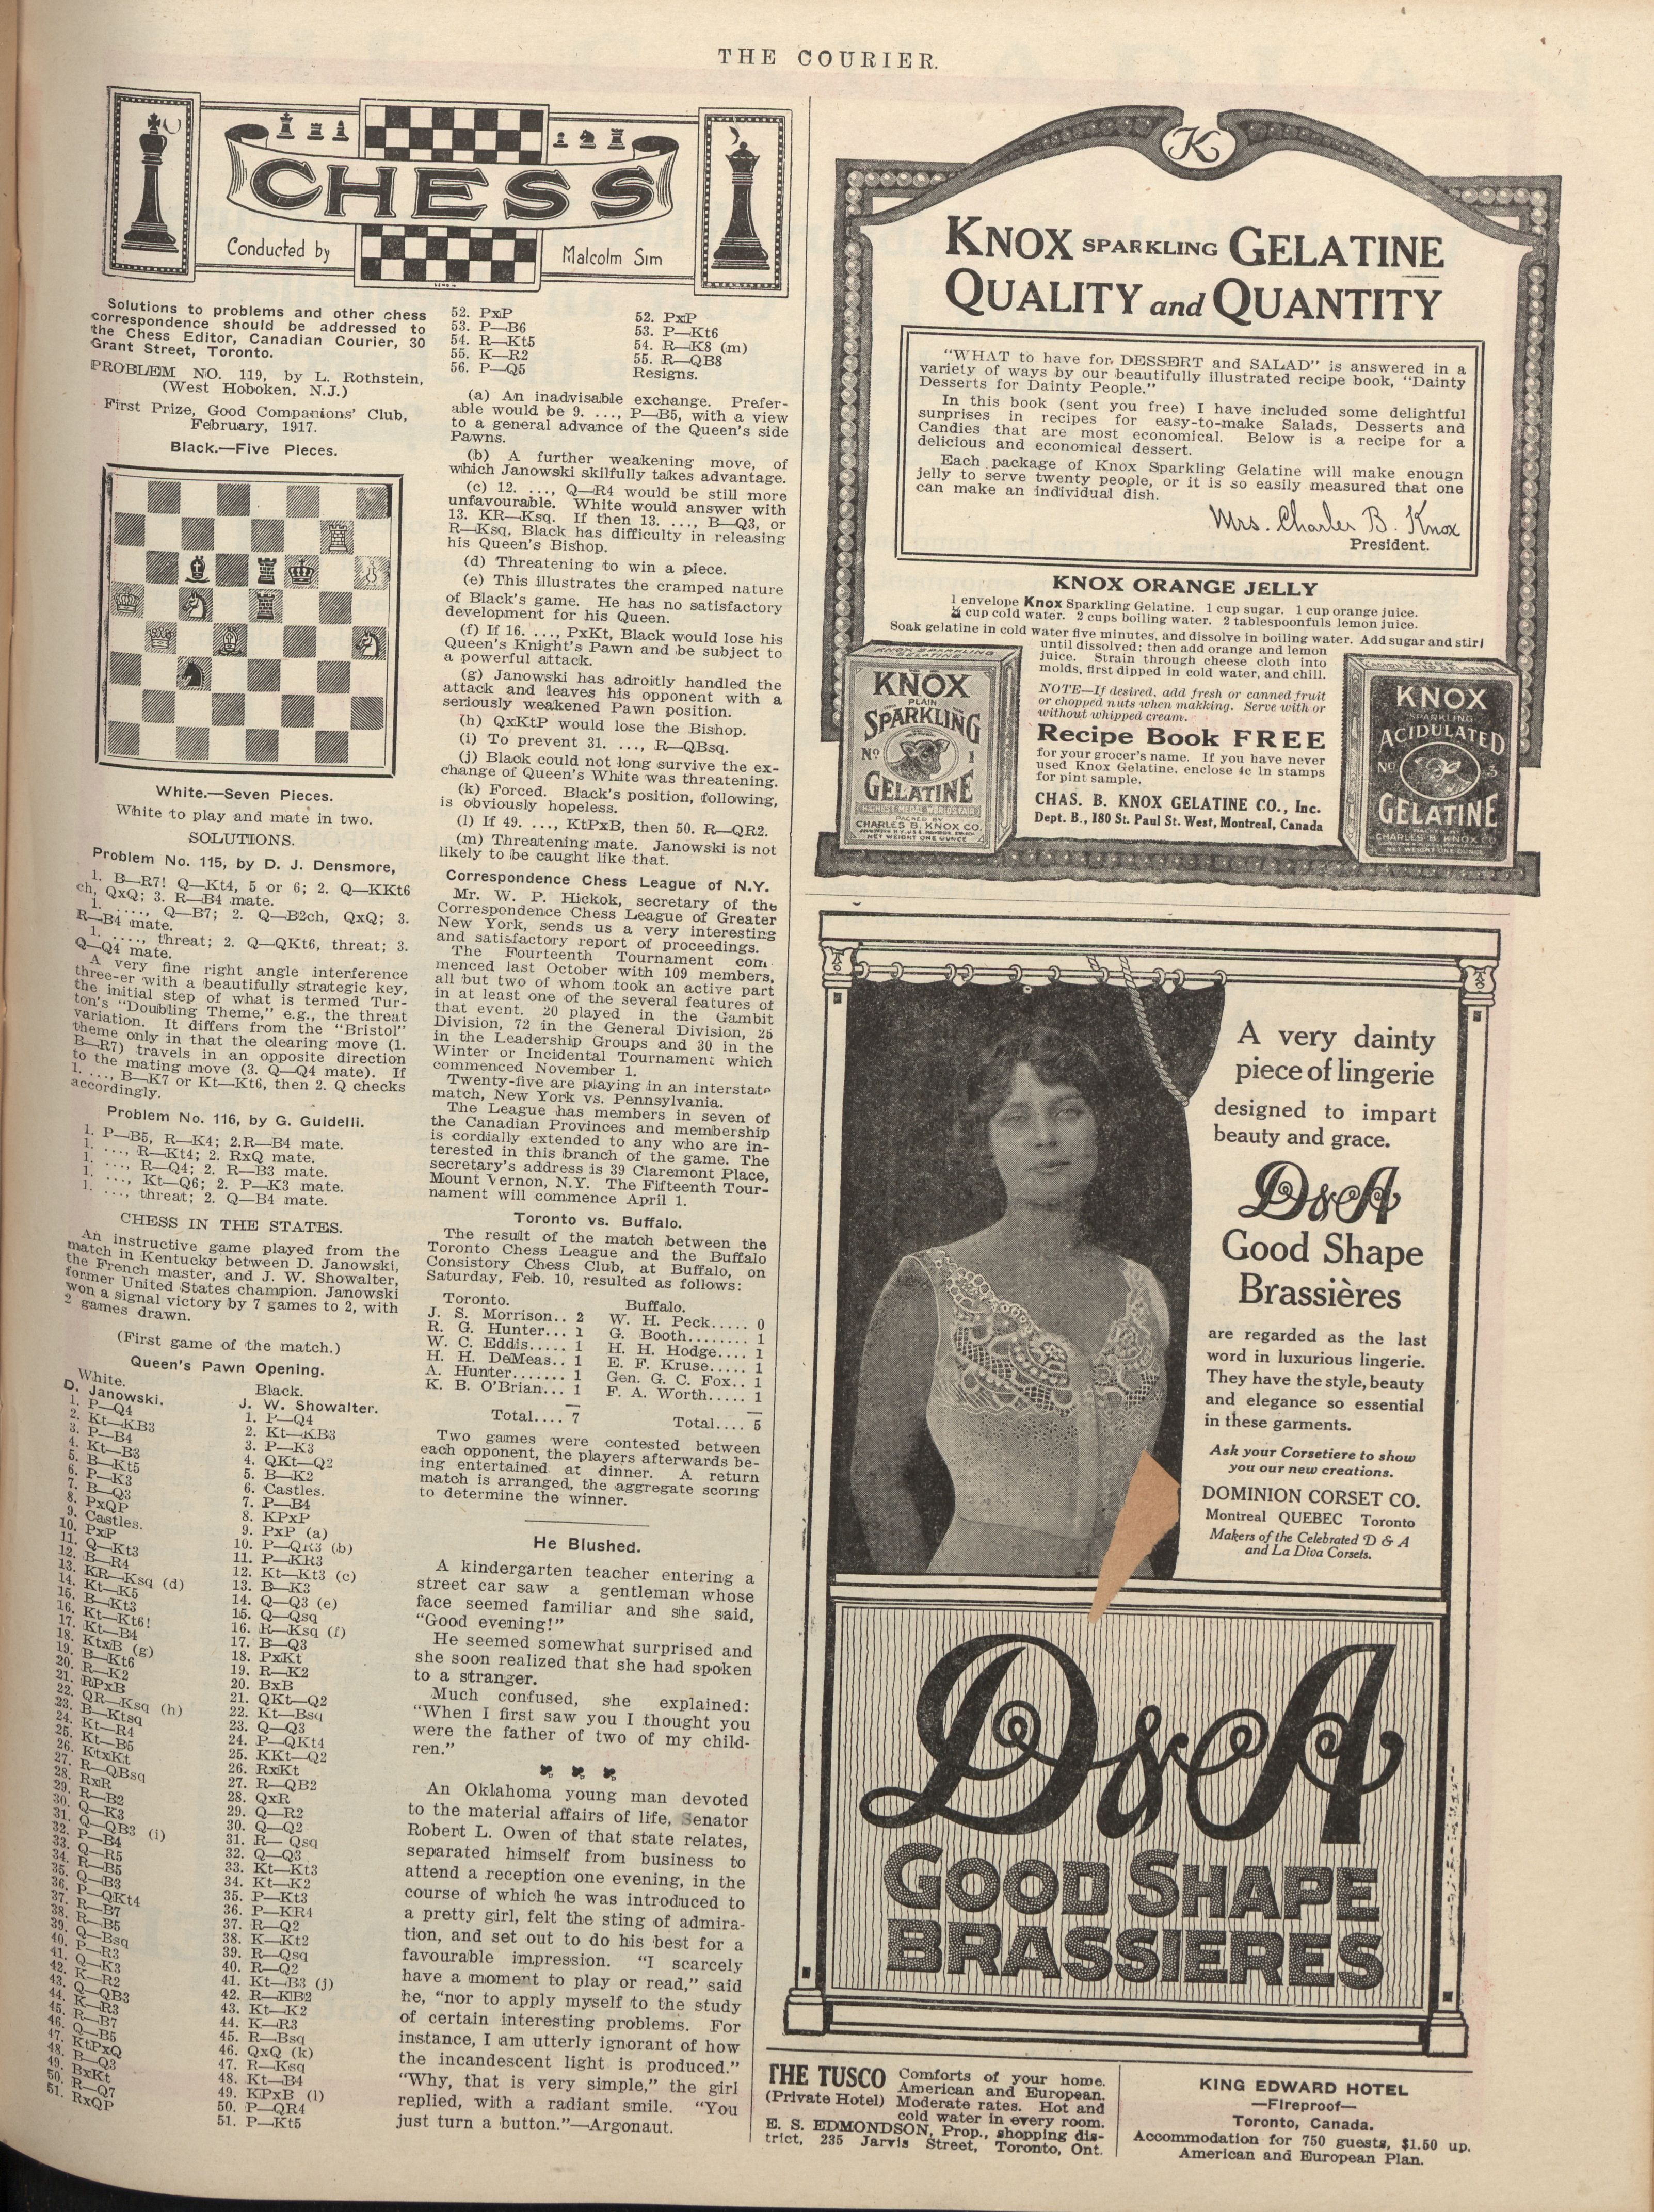 THE COURIER.
CHESS
Conducted by
Malcolm Sim
Solutions to problems and other chess
correspondence should be addressed to
the Chess Editor, Canadian Courier, 30
Grant Street, Toronto.
PROBLEM NO. 119, by L. Rothstein,
(West Hoboken, N.J.)
First Prize, Good Companions' Club,
February, 1917.
Black.—Five Pieces.
White.—Seven Pieces.
White to play and mate in two.
SOLUTIONS.
Problem No. 115, by D. J. Densmore,
1. B—R7! Q—Kt4, 5 or 6; 2. Q—KKt6
ch, QxQ; 3. R—B4 mate.
1. ...., Q—B7; 2. Q—B2ch, QxQ; 3.
R—B4 mate.
1. ...., threat; 2. Q—QKt6, threat; 3.
Q—Q4 mate.
A very fine right angle interference
three-er with a beautifully strategic key,
the initial step of what is termed Tur-
ton's "Doubling Theme," e.g., the threat
variation. It differs from the "Bristol"
theme only in that the clearing move (1.
B—R7) travels in an opposite direction
to the mating move (3. Q—Q4 mate). If
1. ...., B—K7 or Kt—Kt6, then 2. Q checks
accordingly.
Problem No. 116, by G. Guidelli.
1. P—B5, R—K4; 2.R—B4 mate.
1. ..., R—Kt4; 2. RxQ mate.
1. ..., R—Q4; 2. R—B3 mate.
1. ..., Kt—Q6; 2. P—K3 mate.
1. ..., threat; 2. Q—B4 mate.
CHESS IN THE STATES.
An instructive game played from the
match in Kentucky between D. Janowski,
the French master, and J. W. Showalter,
former United States champion. Janowski
won a signal victory by 7 games to 2, with
2 games drawn.
(First game of the match.)
Queen's Pawn Opening.
White.
D. Janowski.
1. P—Q4
2. Kt—KB3
3. P—B4
4. Kt—B3
5. B—Kt5
6. P—K3
7. B—Q3
8. PxQP
9. Castles.
10. PxP
11. Q—Kt3
12. B—R4
13. KR—Ksq (d)
14. Kt—K5
15. B—Kt3
16. Kt—Kt6!
17. Kt—B4
18. KtxB (g)
19. B—Kt6
20. R—K2
21. RPxB
22. QR—Ksq (h)
23. B—Ktsq
24. Kt—R4
25. Kt—B5
26. KtxKt
27. R—QBsq
28. RxR
29. R—B2
30. Q—K3
31. Q—QB3 (i)
32. P—B4
33. Q—R5
34. R—B5
35. Q—B3
36. P—QKt4
37. R—B7
38. R—B5
39. Q—Bsq
40. P—R3
41. Q—K3
42. K—R2
43. Q—QB3
44. K—R3
45. R—B7
46. Q—B5
47. KtPxQ
48. B—Q3
49. BxKt
50. R—Q7
51. RxQP
Black.
J. W. Showalter.
1. P—Q4
2. Kt—KB3
3. P—K3
4. QKt—Q2
5. B—K2
6. Castles.
7. P—B4
8. KPxP
9. PxP (a)
10. P—QR3 (b)
11. P—KR3
12. Kt—Kt3 (c)
13. B—K3
14. Q—Q3 (e)
15. Q—Qsq
16. R—Ksq (f)
17. B—Q3
18. PxKt
19. R—K2
20. BxB
21. QKt—Q2
22. Kt—Bsq
23. Q—Q3
24. P—QKt4
25. KKt—Q2
26. RxKt
27. R—QB2
28. QxR
29. Q—R2
30. Q—Q2
31. R— Qsq
32. Q—Q3
33. Kt—Kt3
34. Kt—K2
35. P—Kt3
36. P—KR4
37. R—Q2
38. K—Kt2
39. R—Qsq
40. R—Q2
41. Kt—B3 (j)
42. R—KB2
43. Kt—K2
44. K—R3
45. R—Bsq
46. QxQ (k)
47. R—Ksq
48. Kt—B4
49. KPxB (l)
50. P—QR4
51. P—Kt5
52. PxP
53. P—B6
54. R—Kt5
55. K—R2
56. P—Q5
52. PxP
53. P—Kt6
54. R—K8 (m)
55. R—QB8
Resigns.
(a) An inadvisable exchange. Prefer-
able would be 9. ..., P—B5, with a view
to a general advance of the Queen's side
Pawns.
(b) A further weakening move, of
which Janowski skilfully takes advantage.
(c) 12. ..., Q—R4 would be still more
unfavourable. White would answer with
13. KR—Ksq. If then 13. ..., B—Q3, or
R—Ksq, Black has difficulty in releasing
his Queen's Bishop.
(d) Threatening to win a piece.
(e) This illustrates the cramped nature
of Black's game. He has no satisfactory
development for his Queen.
(f) If 16. ..., PxKt, Black would lose his
Queen's Knight's Pawn and be subject to
a powerful attack.
(g) Janowski has adroitly handled the
attack and leaves his opponent with a
seriously weakened Pawn position.
(h) QxKtP would lose the Bishop.
(i) To prevent 31. ..., R—QBsq.
(j) Black could not long survive the ex-
change of Queen's White was threatening.
(k) Forced. Black's position, following,
is obviously hopeless.
(l) If 49. ..., KtPxB, then 50. R—QR2.
(m) Threatening mate. Janowski is not
likely to be caught like that.
Correspondence Chess League of N.Y.
Mr. W. P. Hickok, secretary of the
Correspondence Chess League of Greater
New York, sends us a very interesting
and satisfactory report of proceedings.
The Fourteenth Tournament com
menced last October with 109 members,
all but two of whom took an active part
in at least one of the several features of
that event. 20 played in the Gambit
Division, 72 in the General Division, 25
in the Leadership Groups and 30 in the
Winter or Incidental Tournament which
commenced November 1.
Twenty-five are playing in an interstate
match, New York vs. Pennsylvania.
The League has members in seven of
the Canadian Provinces and membership
is cordially extended to any who are in-
terested in this branch of the game. The
secretary's address is 39 Claremont Place,
Mount Vernon, N.Y. The Fifteenth Tour-
nament will commence April 1.
Toronto vs. Buffalo.
The result of the match between the
Toronto Chess League and the Buffalo
Consistory Chess Club, at Buffalo, on
Saturday, Feb. 10, resulted as follows:
Toronto. Buffalo.
J. S. Morrison.. 2 W. H. Peck..... 0
R. G. Hunter... 1 G. Booth........ 1
W. C. Eddis..... 1 H. H. Hodge.... 1
H. H. DeMeas.. 1 E. F. Kruse..... 1
A. Hunter....... 1 Gen. G. C. Fox.. 1
K. B. O'Brian... 1 F. A. Worth..... 1
Total.... 7 Total.... 5
Two games were contested between
each opponent, the players afterwards be-
ing entertained at dinner. A return
match is arranged, the aggregate scoring
to determine the winner.
He Blushed.
A kindergarten teacher entering a
street car saw a gentleman whose
face seemed familiar and she said,
"Good evening!"
He seemed somewhat surprised and
she soon realized that she had spoken
to a stranger.
Much confused, she explained:
"When I first saw you I thought you
were the father of two of my child-
ren."
An Oklahoma young man devoted
to the material affairs of life, Senator
Robert L. Owen of that state relates,
separated himself from business to
attend a reception one evening, in the
course of which he was introduced to
a pretty girl, felt the sting of admira-
tion, and set out to do his best for a
favourable impression. "I scarcely
have a moment to play or read," said
he, "nor to apply myself to the study
of certain interesting problems. For
instance, I am utterly ignorant of how
the incandescent light is produced."
"Why, that is very simple," the girl
replied, with a radiant smile. "You
just turn a button."—Argonaut.
K
KNOX SPARKLING GELATINE
QUALITY and QUANTITY
"WHAT to have for DESSERT and SALAD" is answered in a
variety of ways by our beautifully illustrated recipe book, "Dainty
Desserts for Dainty People."
In this book (sent you free) I have included some delightful
surprises in recipes for easy-to-make Salads, Desserts and
Candies that are most economical. Below is a recipe for a
delicious and economical dessert.
Each package of Knox Sparkling Gelatine will make enough
jelly to serve twenty people, or it is so easily measured that one
can make an individual dish.
Mrs. Charles B. Knox
President.
KNOX ORANGE JELLY
1 envelope Knox Sparkling Gelatine. 1 cup sugar. 1 cup orange juice.
cup cold water. 2 cups boiling water. 2 tablespoonfuls lemon juice.
Soak gelatine in cold water five minutes, and dissolve in boiling water. Add sugar and stir
until dissolved; then add orange and lemon
juice. Strain through cheese cloth into
molds, first dipped in cold water, and chill.
NOTE—If desired, add fresh or canned fruit
or chopped nuts when makking. Serve with or
without whipped cream.
Recipe Book FREE
for your grocer's name. If you have never
used Knox Gelatine, enclose 4c in stamps
for pint sample.
CHAS. B. KNOX GELATINE CO., Inc.
Dept. B., 180 St. Paul St. West, Montreal, Canada
KNOX SPARKLING
GELATINE
KNOX
PLAIN
SPARKLING
No 1
GELATINE
HIGHEST MEDAL WORLDS FAIR
PACKED BY
CHARLES B. KNOX CO.
NET WEIGHT ONE OUNCE
KNOX
SPARKLING
ACIDULATED
No 3
GELATINE
PACKED BY
CHARLES B. KNOX CO.
NET WEIGHT ONE OUNCE
A very dainty
piece of lingerie
designed to impart
beauty and grace.
D&A
Good Shape
Brassières
are regarded as the last
word in luxurious lingerie.
They have the style, beauty
and elegance so essential
in these garments.
Ask your Corsetiere to show
you our new creations.
DOMINION CORSET CO.
Montreal QUEBEC Toronto
Makers of the Celebrated D & A
and La Diva Corsets.
D&A
GOOD SHAPE
BRASSIERES
THE TUSCO
(Private Hotel)
Comforts of your home.
American and European.
Moderate rates. Hot and
cold water in every room.
E. S. EDMONDSON, Prop., shopping dis-
trict, 235 Jarvis Street, Toronto, Ont.
KING EDWARD HOTEL
—Fireproof—
Toronto, Canada.
Accommodation for 750 guests, $1.50 up.
American and European Plan.